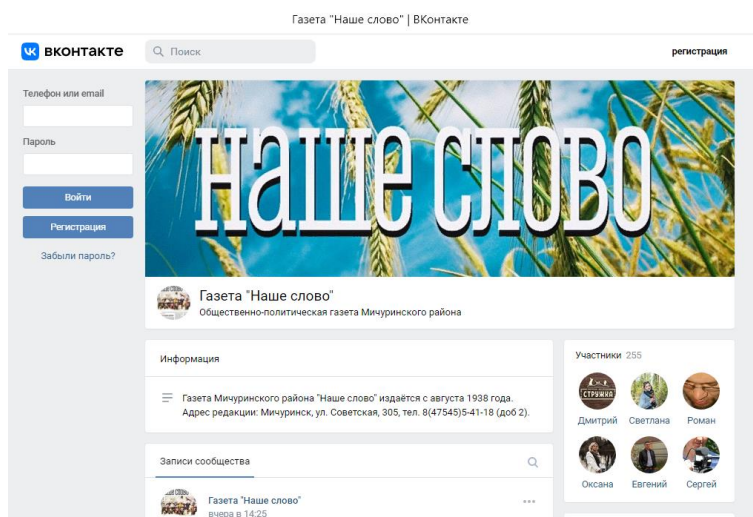 Газета "Наше слово" | ВКонтакте
вконтакте
Поиск
регистрация
Телефон или email
Пароль
Войти
Регистрация
Забыли пароль?
наше слово
Газета "Наше слово"
Общественно-политическая газета Мичуринского района
Информация
Газета Мичуринского района "Наше слово" издаётся с августа 1938 года.
Адрес редакции: Мичуринск, ул. Советская, 305, тел. 8(47545)5-41-18 (доб 2).
Участники 255
СТРУЖКА
Дмитрий Светлана Роман
Оксана Евгений Сергей
Записи сообщества
Газета "Наше слово"
вчера в 14:25